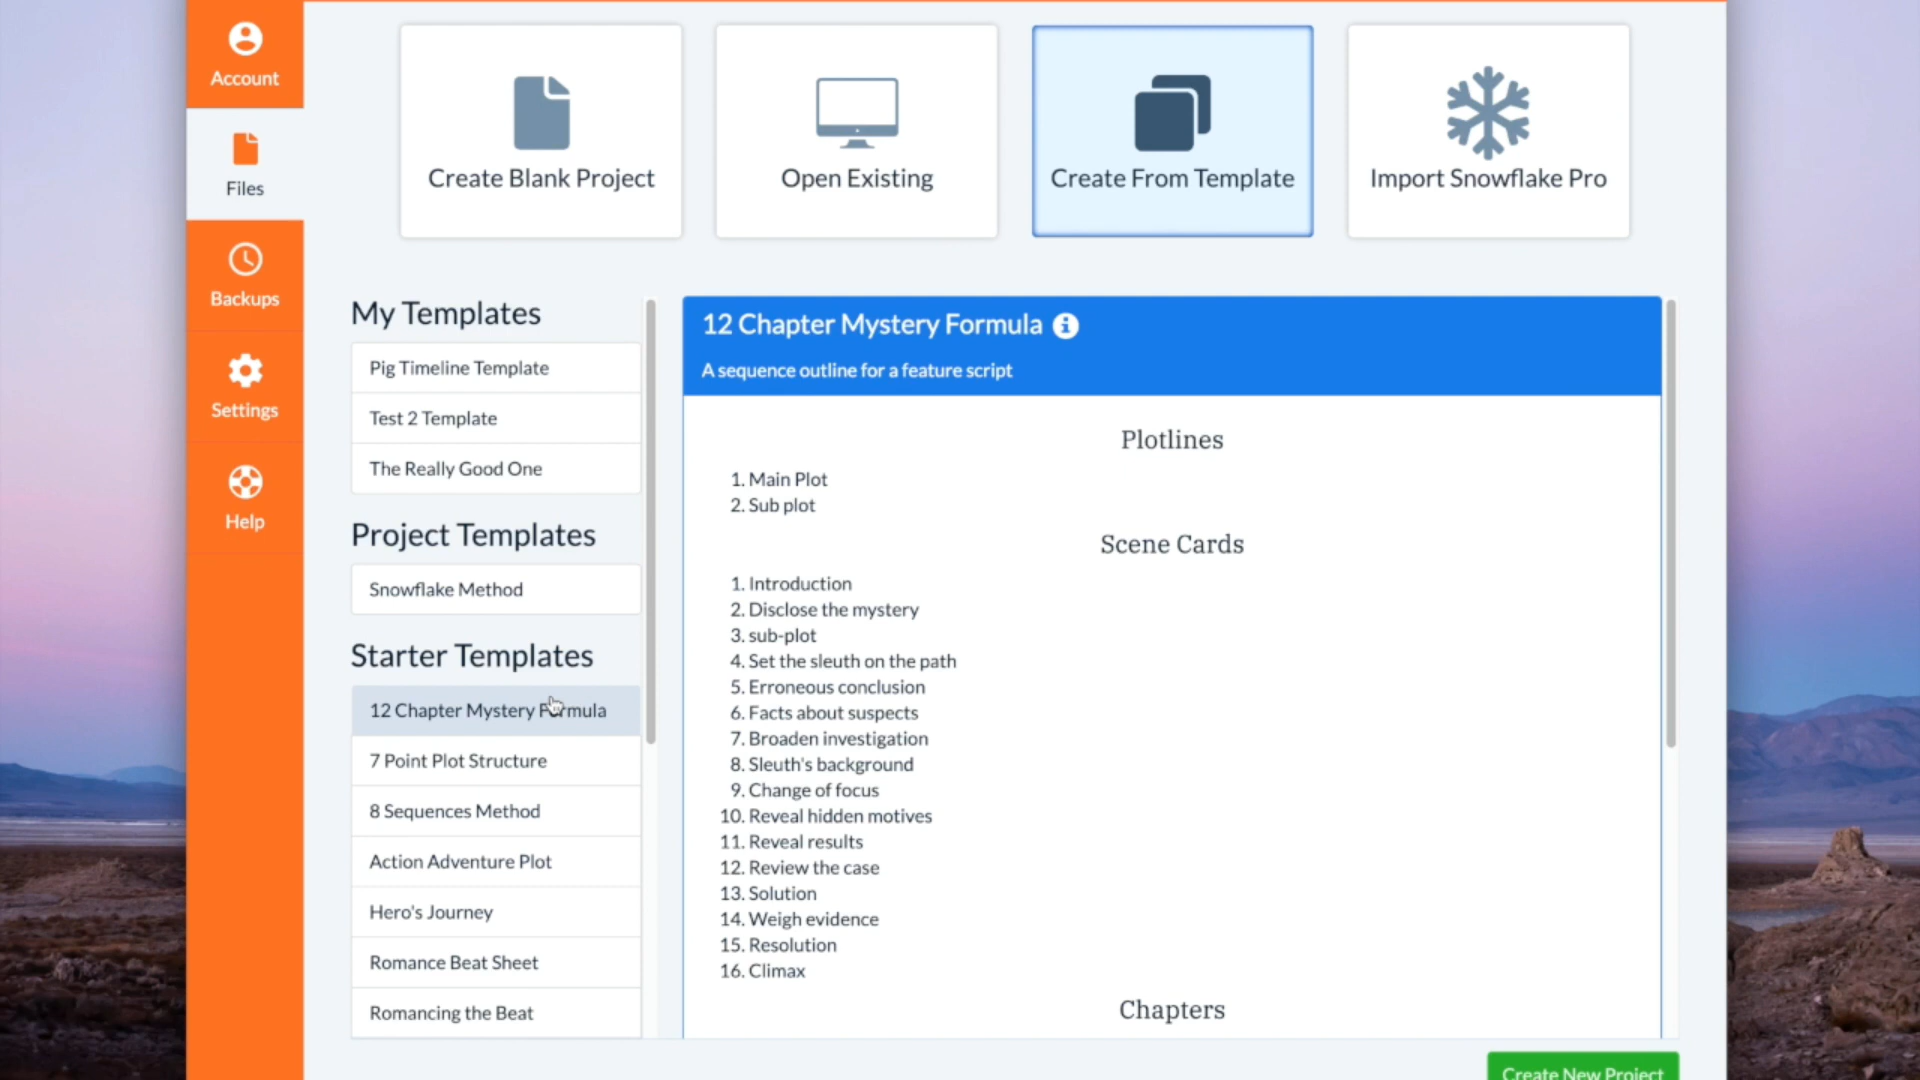 Account
Files
Backups
Settings
Help
Create Blank Project
Open Existing
Create From Template
Import Snowflake Pro
My Templates
Pig Timeline Template
Test 2 Template
The Really Good One
Project Templates
Snowflake Method
Starter Templates
12 Chapter Mystery Formula
7 Point Plot Structure
8 Sequences Method
Action Adventure Plot
Hero's Journey
Romance Beat Sheet
Romancing the Beat
12 Chapter Mystery Formula
A sequence outline for a feature script
Plotlines
1. Main Plot
2. Sub plot
Scene Cards
1. Introduction
2. Disclose the mystery
3. sub-plot
4. Set the sleuth on the path
5. Erroneous conclusion
6. Facts about suspects
7. Broaden investigation
8. Sleuth's background
9. Change of focus
10. Reveal hidden motives
11. Reveal results
12. Review the case
13. Solution
14. Weigh evidence
15. Resolution
16. Climax
Chapters
Create New Project